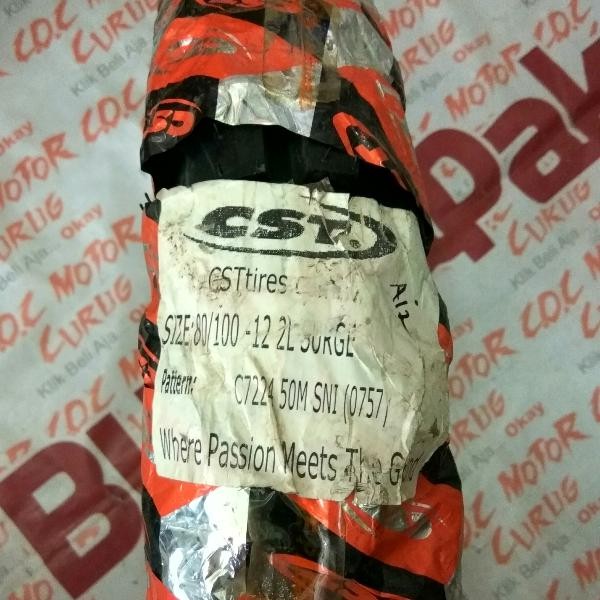 CST
CSTtires
SIZE: 80/100 -12 2L SURGE
Pattern: C7224 50M SNI (0757)
Where Passion Meets The
A12
C.O.C MOTOR
CURUG
Klik Beli Aja... Okay